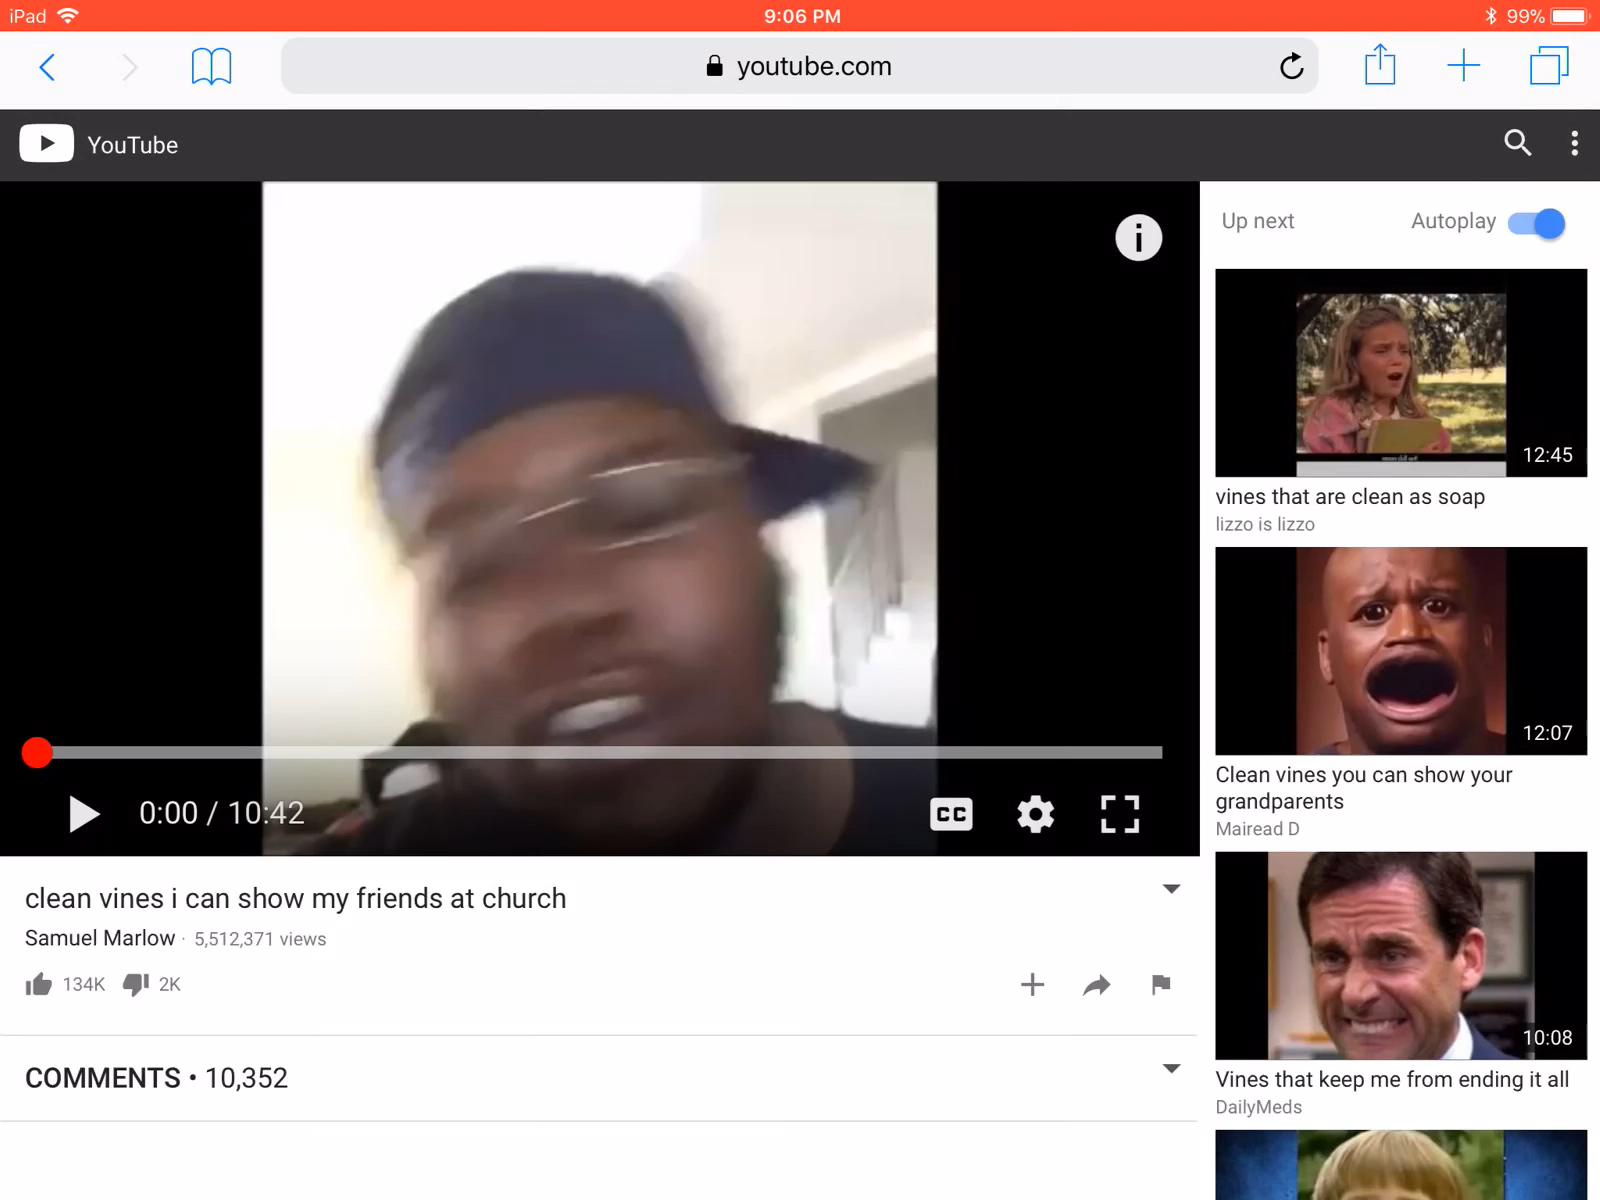 iPad
9:06 PM
99%
youtube.com
YouTube
Up next
Autoplay
12:45
vines that are clean as soap
lizzo is lizzo
12:07
Clean vines you can show your
grandparents
Mairead D
10:08
Vines that keep me from ending it all
DailyMeds
0:00 / 10:42
CC
clean vines i can show my friends at church
Samuel Marlow · 5,512,371 views
134K 2K
COMMENTS • 10,352